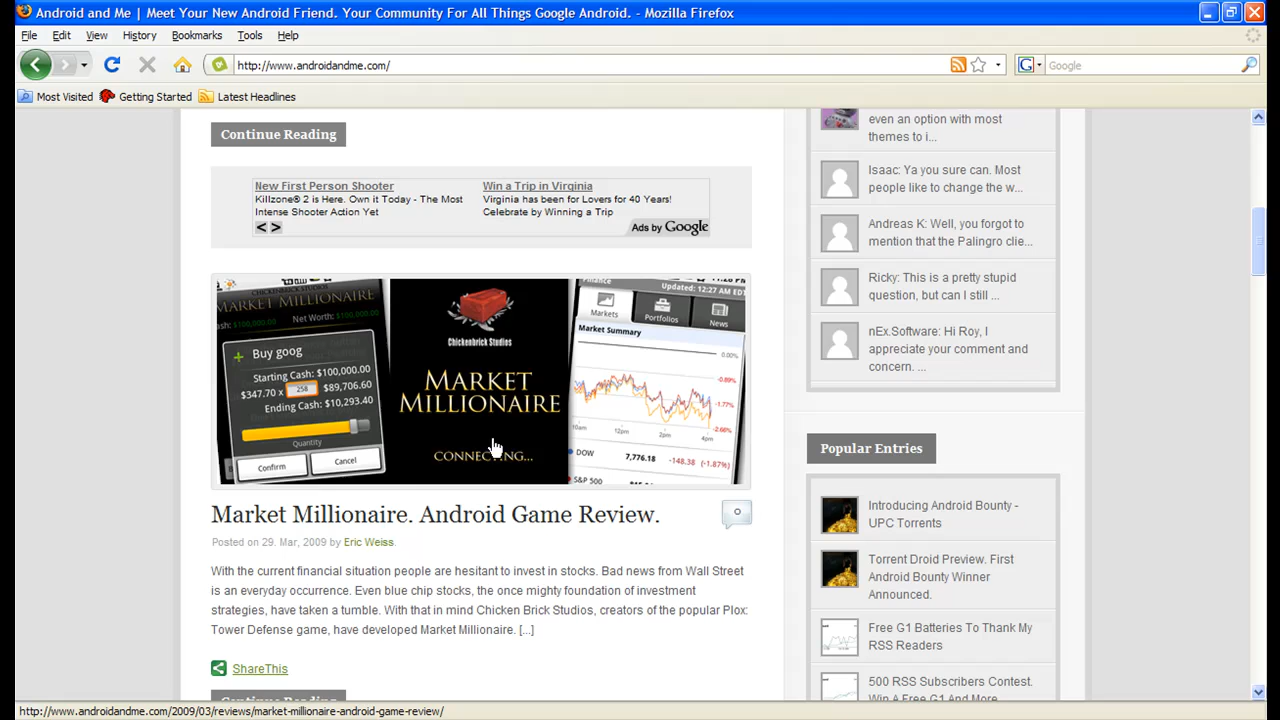 Android and Me | Meet Your New Android Friend. Your Community For All Things Google Android. - Mozilla Firefox
File Edit View History Bookmarks Tools Help
http://www.androidandme.com/
G Google
Most Visited Getting Started Latest Headlines
Continue Reading
New First Person Shooter
Killzone® 2 is Here. Own it Today - The Most
Intense Shooter Action Yet
Win a Trip in Virginia
Virginia has been for Lovers for 40 Years!
Celebrate by Winning a Trip
< >
Ads by Google
MARKET MILLIONAIRE
Cash: $100,000.00 Net Worth: $100,000.00
Buy goog
Starting Cash: $100,000.00
$347.70 x 258 $89,706.60
Ending Cash: $10,293.40
Quantity
Confirm Cancel
Chickenbrick Studios
MARKET
MILLIONAIRE
CONNECTING...
Finance
Updated: 12:27 AM EDT
Markets Portfolios News
Market Summary
0.00%
-0.89%
-1.77%
-2.66%
10am 12pm 2pm 4pm
DOW 7,776.18 -148.38 (-1.87%)
S&P 500
Market Millionaire. Android Game Review.
0
Posted on 29. Mar, 2009 by Eric Weiss.
With the current financial situation people are hesitant to invest in stocks. Bad news from Wall Street
is an everyday occurrence. Even blue chip stocks, the once mighty foundation of investment
strategies, have taken a tumble. With that in mind Chicken Brick Studios, creators of the popular Plox:
Tower Defense game, have developed Market Millionaire. [...]
ShareThis
Continue Reading
even an option with most
themes to i...
Isaac: Ya you sure can. Most
people like to change the w...
Andreas K: Well, you forgot to
mention that the Palingro clie...
Ricky: This is a pretty stupid
question, but can I still ...
nEx.Software: Hi Roy, I
appreciate your comment and
concern. ...
Popular Entries
Introducing Android Bounty -
UPC Torrents
Torrent Droid Preview. First
Android Bounty Winner
Announced.
Free G1 Batteries To Thank My
RSS Readers
500 RSS Subscribers Contest.
Win A Free G1 And More
http://www.androidandme.com/2009/03/reviews/market-millionaire-android-game-review/